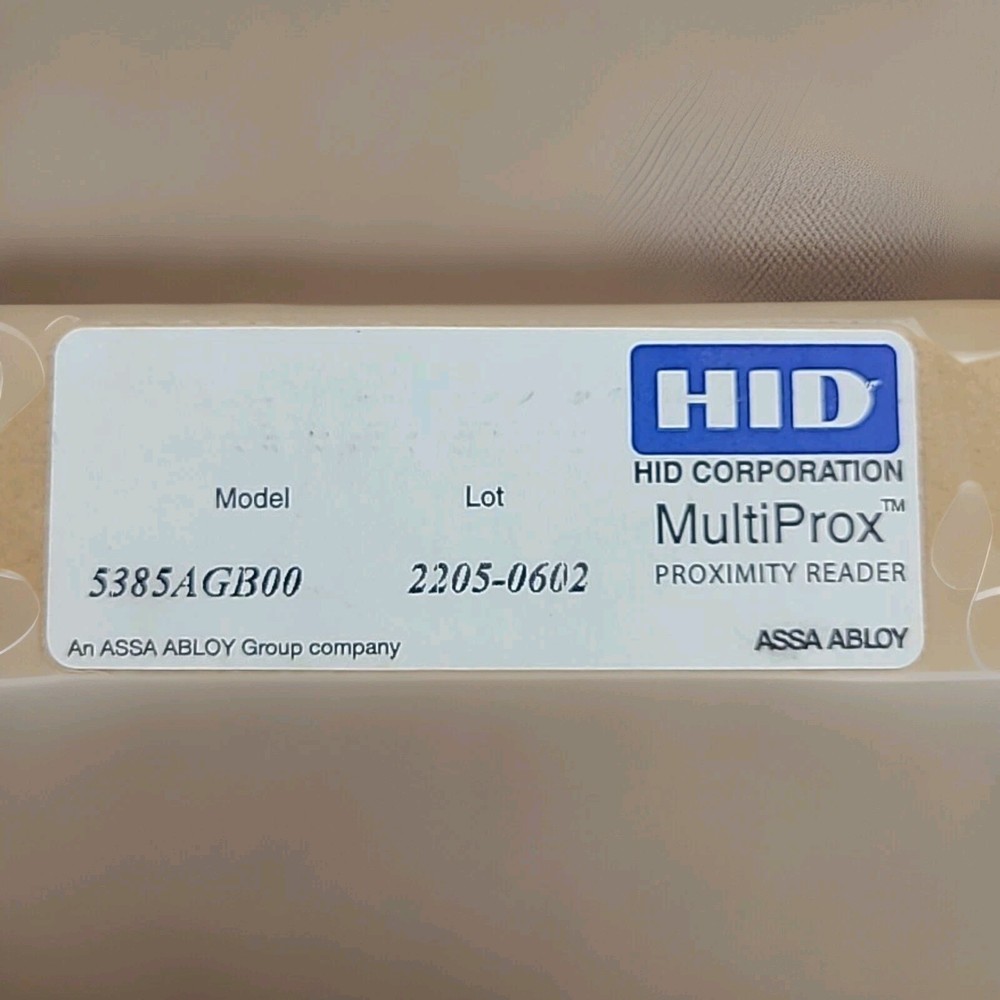 HID
HID CORPORATION
MultiProx™
PROXIMITY READER
Model Lot
5385AGB00 2205-0602
An ASSA ABLOY Group company
ASSA ABLOY